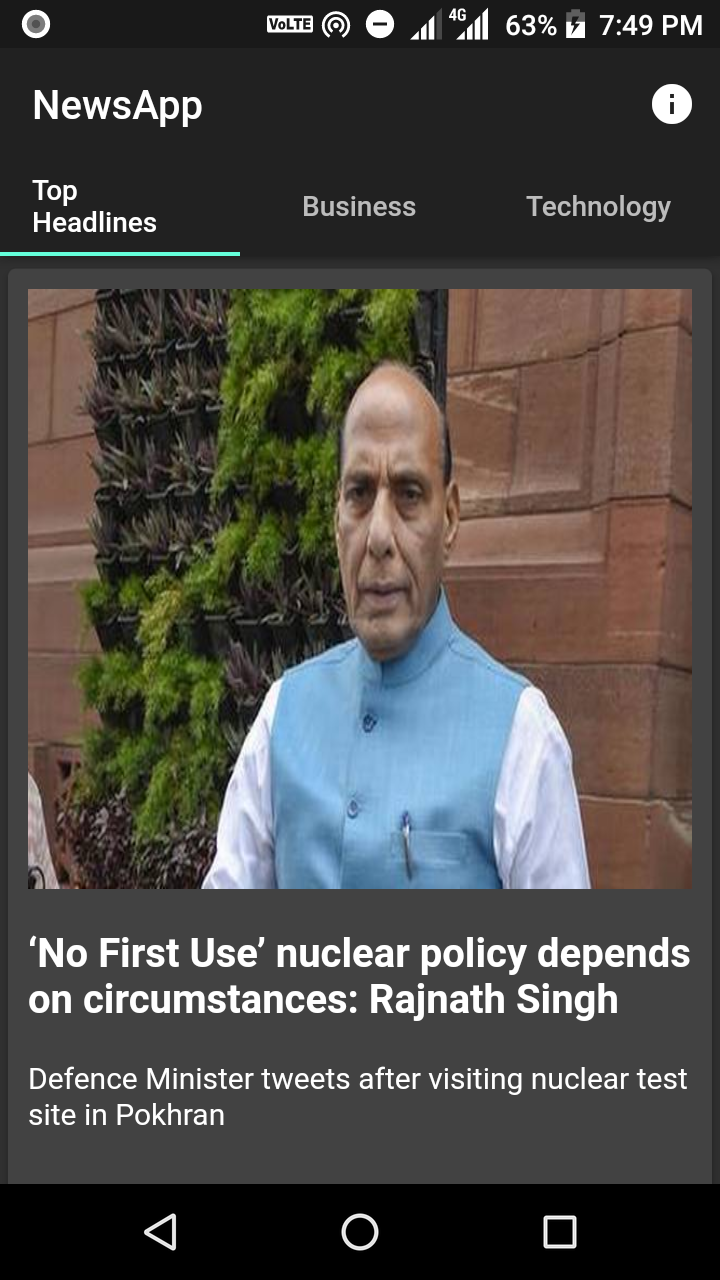 VoLTE 4G 63% 7:49 PM
NewsApp
Top
Headlines
Business
Technology
‘No First Use’ nuclear policy depends
on circumstances: Rajnath Singh
Defence Minister tweets after visiting nuclear test
site in Pokhran